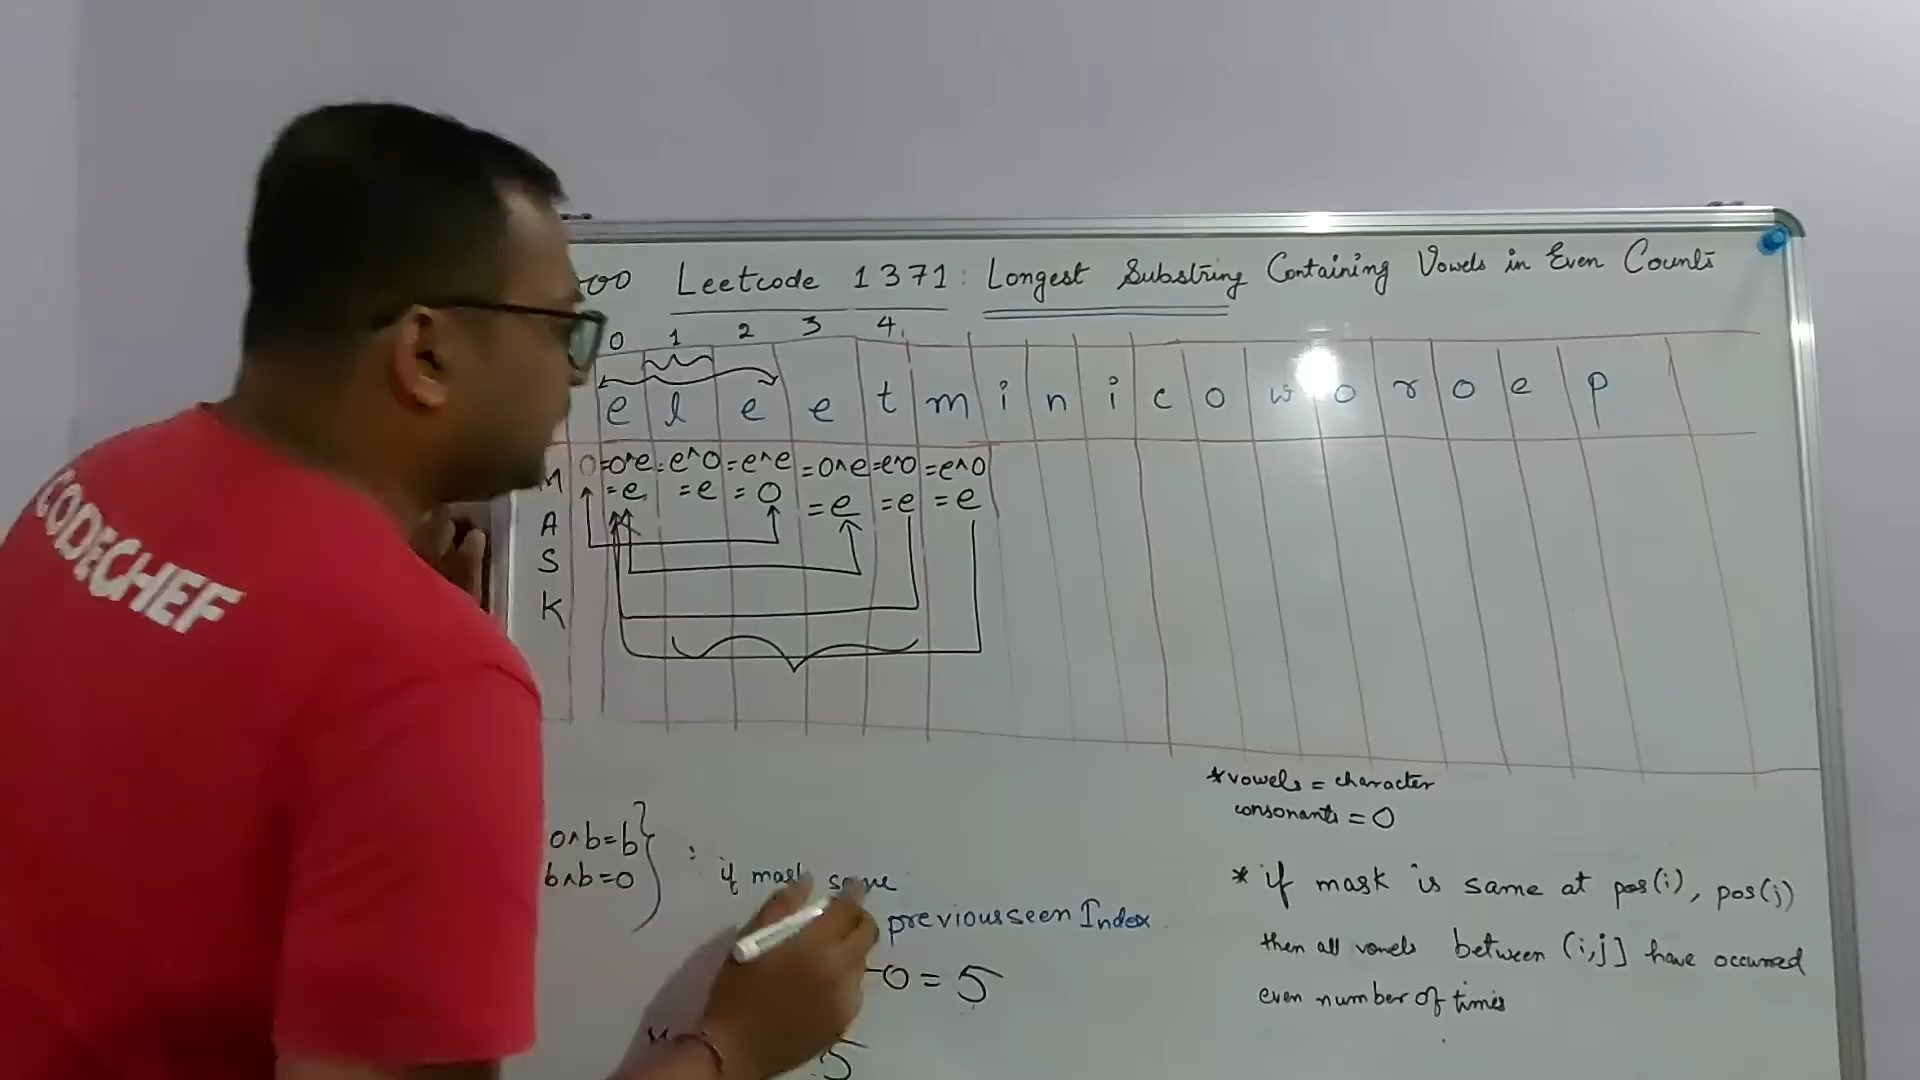 Leetcode 1371: Longest Substring Containing Vowels in Even Counts
0 1 2 3 4
e l e e t m i n i c o w o r o e p
M 0 =0^e =e^0 =e^e =0^e =e^0 =e^0
=e =e =0 =e =e =e
A
S
K
CODECHEF
*vowels = character
consonants = 0
0^b=b
b^b=0
: if mask same
previousseen Index
-0 = 5
5
* if mask is same at pos(i), pos(j)
then all vowels between (i,j] have occurred
even number of times